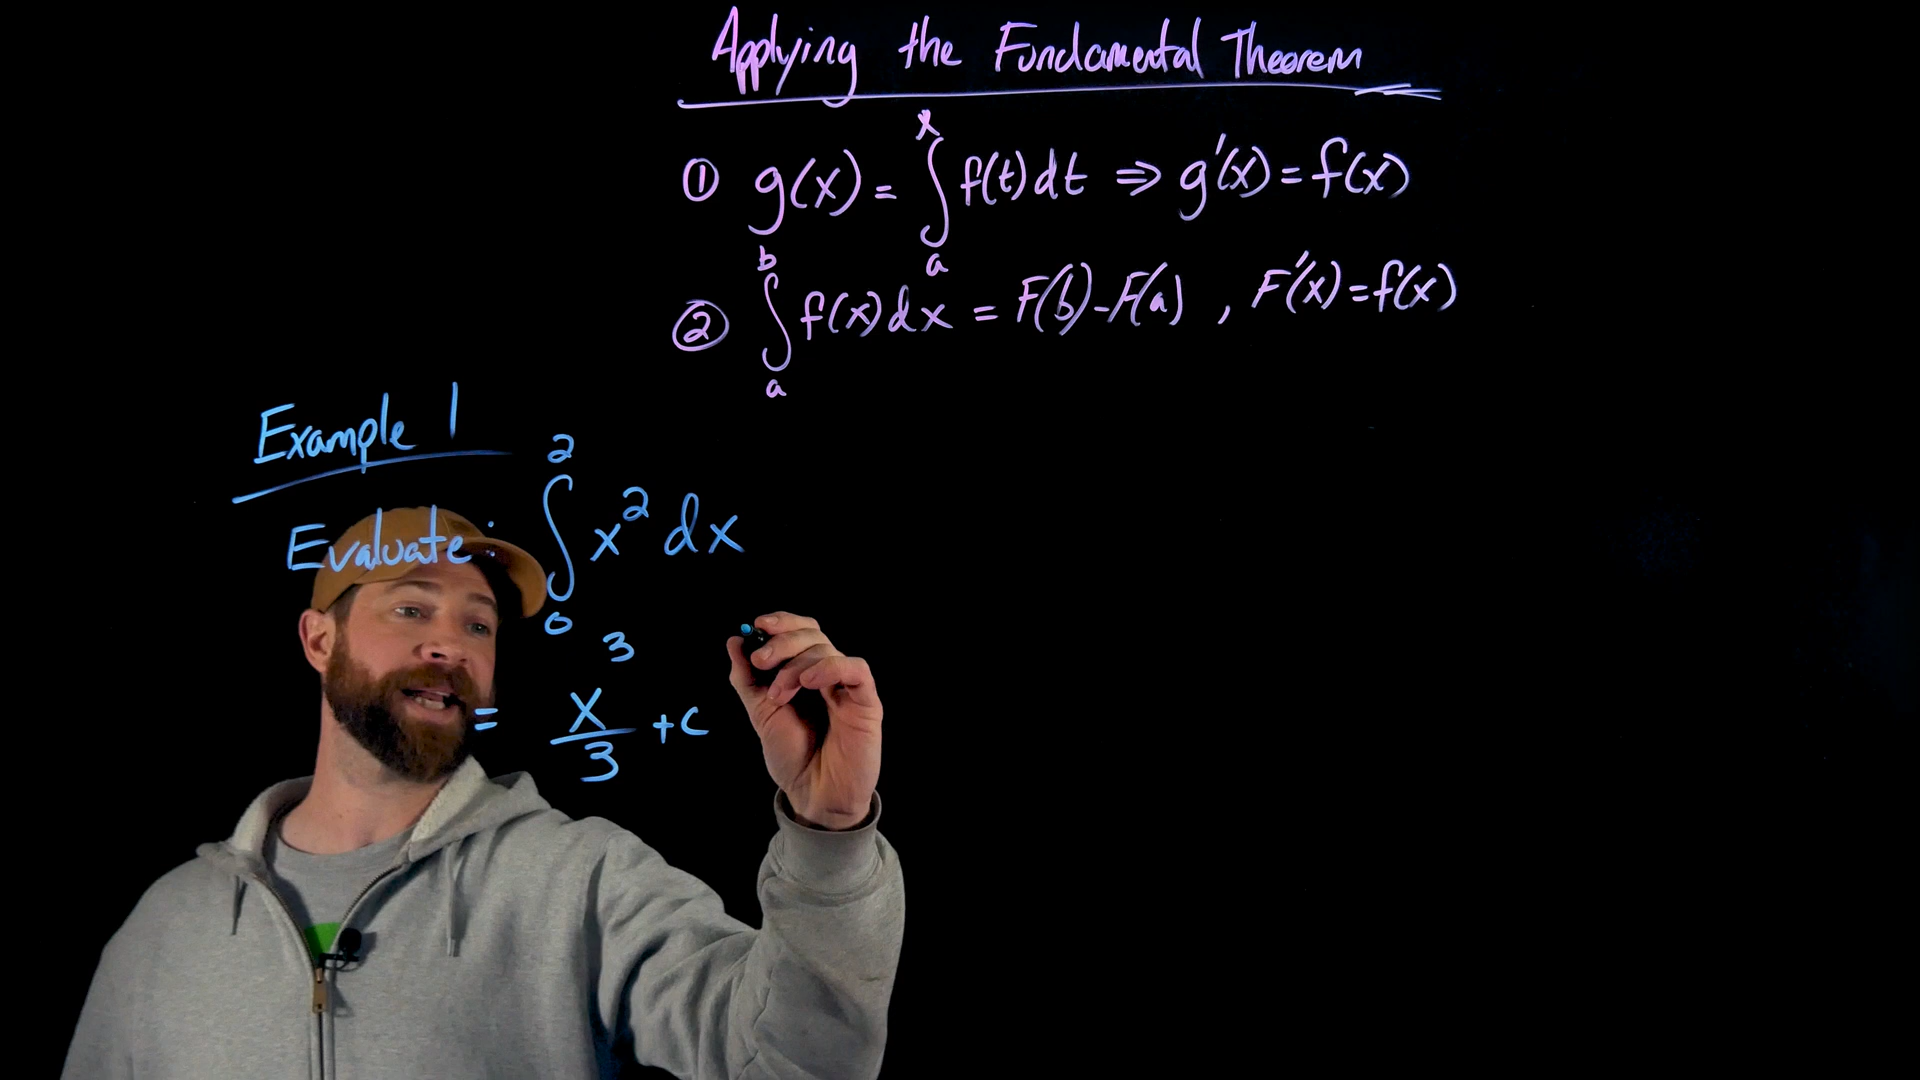 Applying the Fundamental Theorem
① g(x) = ∫ₐˣ f(t) dt ⇒ g'(x) = f(x)
② ∫ₐᵇ f(x) dx = F(b) - F(a) , F'(x) = f(x)
Example 1
Evaluate: ∫₀² x² dx
= x³/3 + c